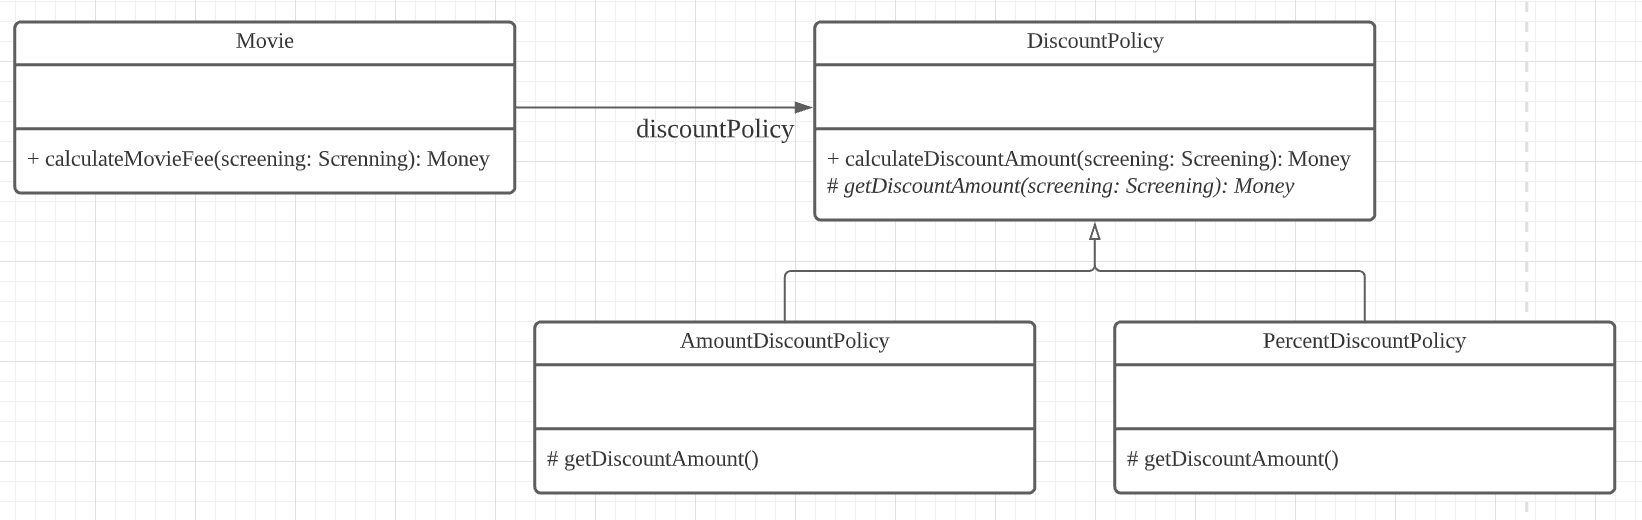 Movie
+ calculateMovieFee(screening: Screnning): Money
discountPolicy
DiscountPolicy
+ calculateDiscountAmount(screening: Screening): Money
# getDiscountAmount(screening: Screening): Money
AmountDiscountPolicy
# getDiscountAmount()
PercentDiscountPolicy
# getDiscountAmount()